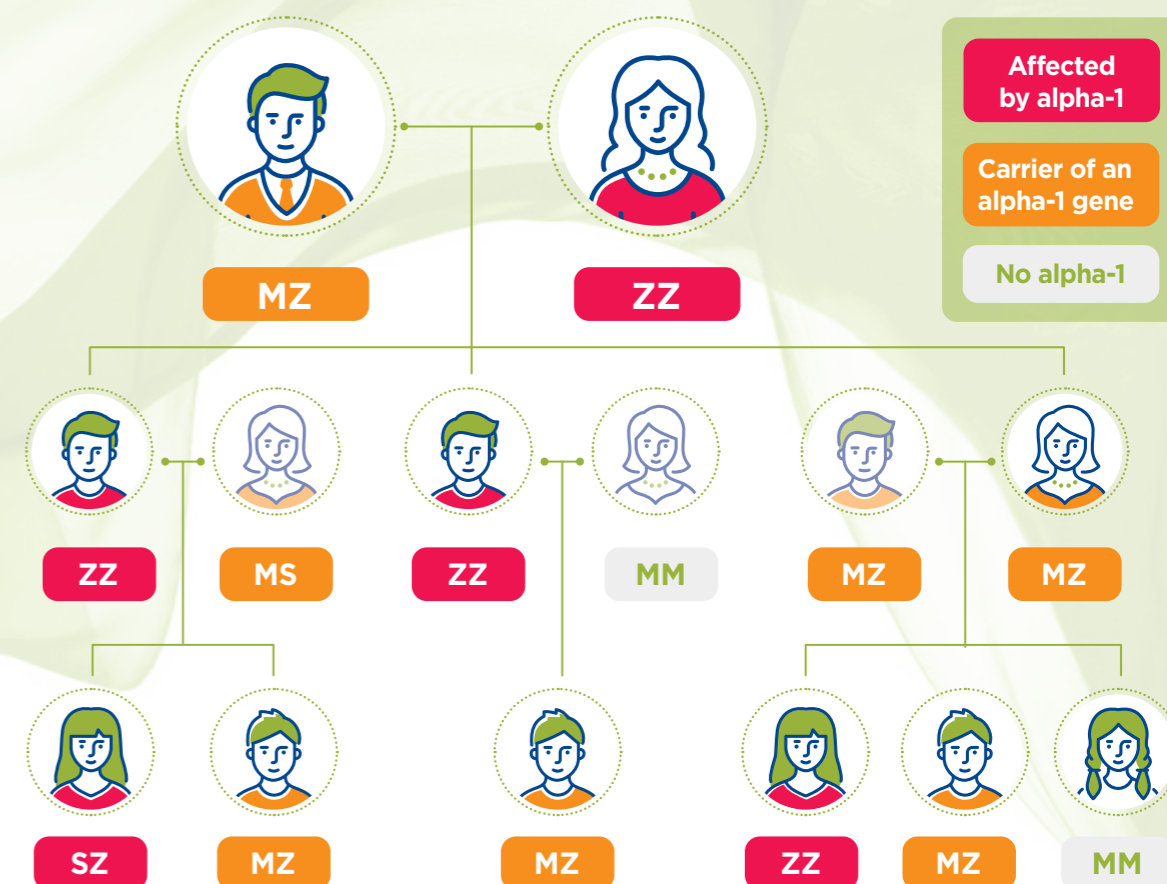 Affected
by alpha-1
Carrier of an
alpha-1 gene
No alpha-1
MZ
ZZ
ZZ
MS
ZZ
MM
MZ
MZ
SZ
MZ
MZ
ZZ
MZ
MM